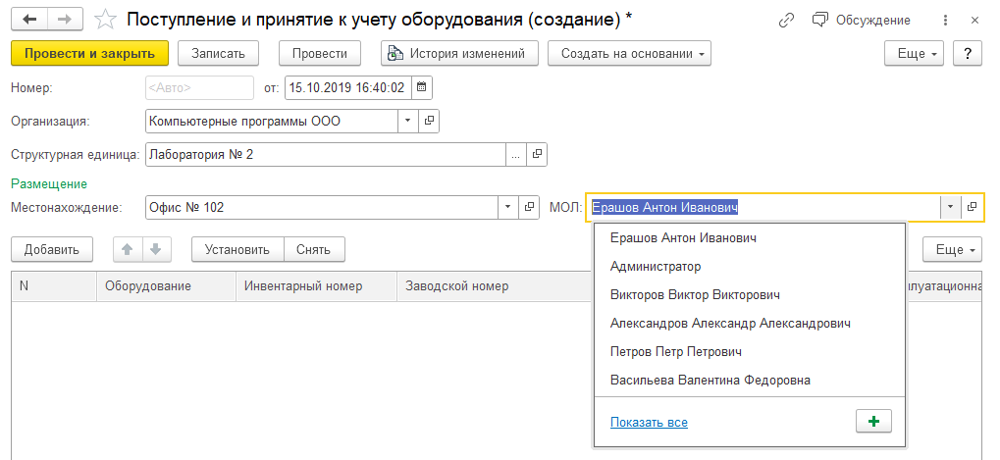 Поступление и принятие к учету оборудования (создание) *
Обсуждение
Провести и закрыть Записать Провести История изменений Создать на основании Еще ?
Номер: <Авто> от: 15.10.2019 16:40:02
Организация: Компьютерные программы ООО
Структурная единица: Лаборатория № 2 ...
Размещение
Местонахождение: Офис № 102 МОЛ: Ерашов Антон Иванович
Добавить Установить Снять Еще
N Оборудование Инвентарный номер Заводской номер луатационна
Ерашов Антон Иванович
Администратор
Викторов Виктор Викторович
Александров Александр Александрович
Петров Петр Петрович
Васильева Валентина Федоровна
Показать все